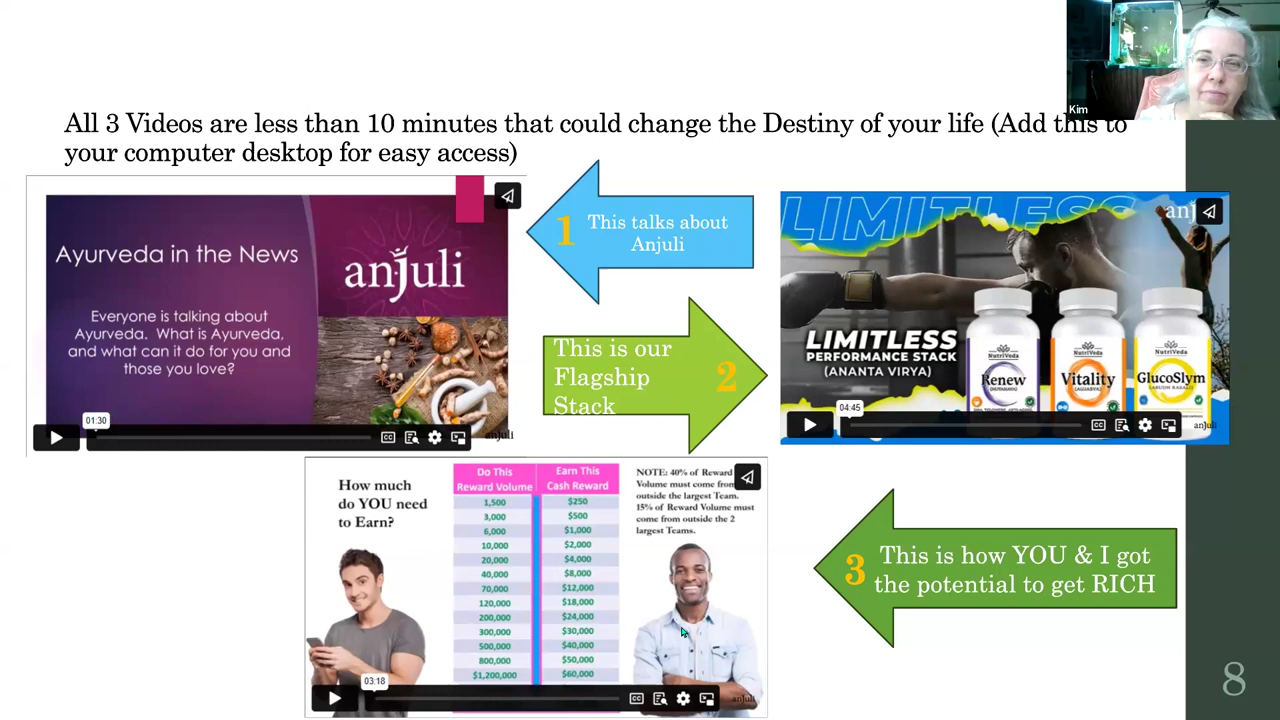 Kim
All 3 Videos are less than 10 minutes that could change the Destiny of your life (Add this to
your computer desktop for easy access)
Ayurveda in the News
Everyone is talking about
Ayurveda. What is Ayurveda,
and what can it do for you and
those you love?
anjuli
01:30
CC
anjuli
1
This talks about
Anjuli
This is our
Flagship
Stack
2
LIMITLESS
anj
LIMITLESS
PERFORMANCE STACK
(ANANTA VIRYA)
NutriVeda
Renew
NutriVeda
Vitality
NutriVeda
GlucoSlym
04:45
CC
anjuli
How much
do YOU need
to Earn?
Do This
Reward Volume
Earn This
Cash Reward
1,500 $250
3,000 $500
6,000 $1,000
10,000 $2,000
20,000 $4,000
40,000 $8,000
70,000 $12,000
120,000 $18,000
200,000 $24,000
300,000 $30,000
500,000 $40,000
800,000 $50,000
$1,200,000 $60,000
NOTE: 40% of Reward
Volume must come from
outside the largest Team.
15% of Reward Volume must
come from outside the 2
largest Teams.
03:18
CC
anjuli
3
This is how YOU & I got
the potential to get RICH
8